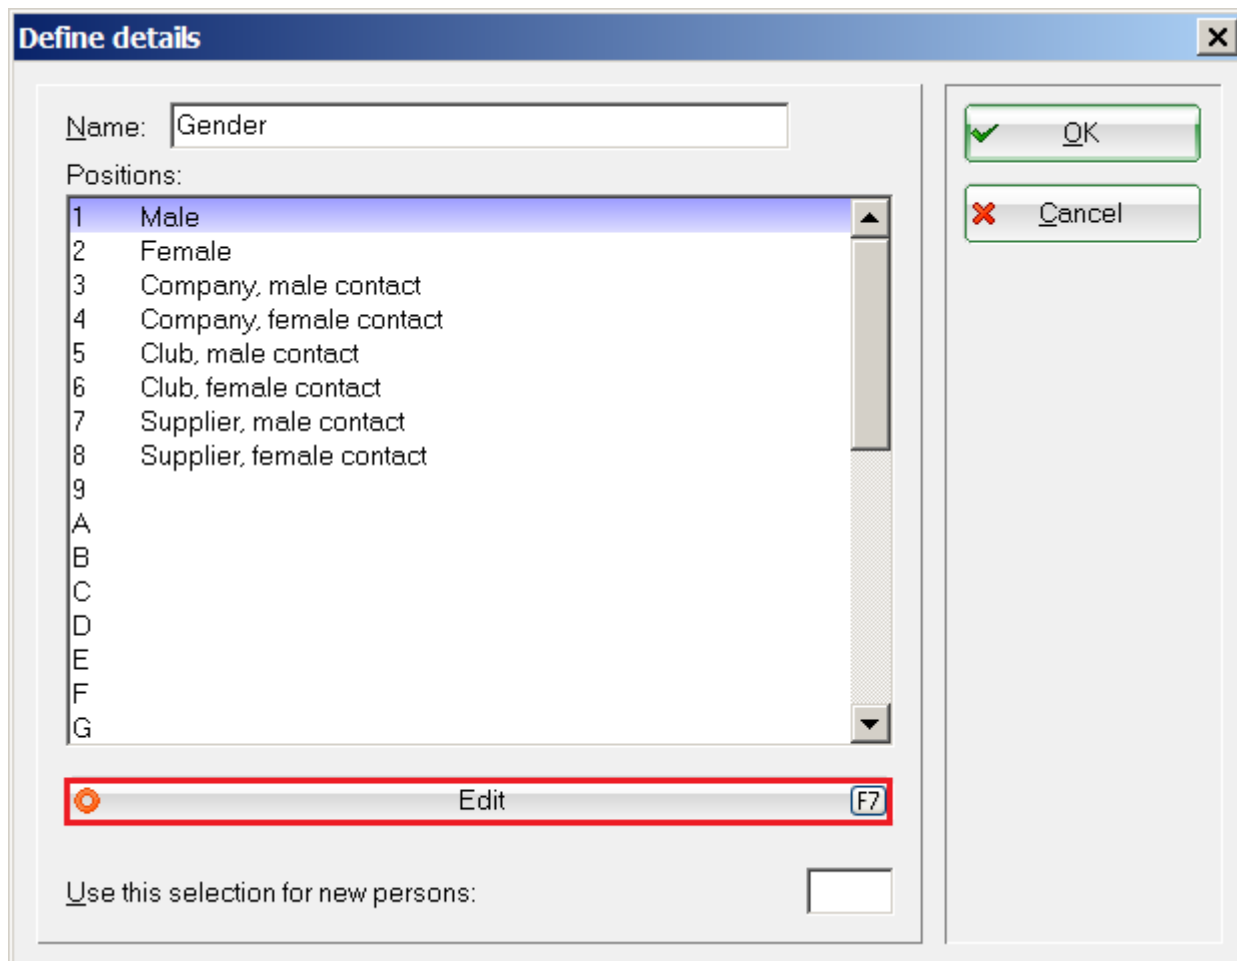 Define details
Name: Gender
OK
Positions:
Cancel
1 Male
2 Female
3 Company, male contact
4 Company, female contact
5 Club, male contact
6 Club, female contact
7 Supplier, male contact
8 Supplier, female contact
9
A
B
C
D
E
F
G
Edit F7
Use this selection for new persons: